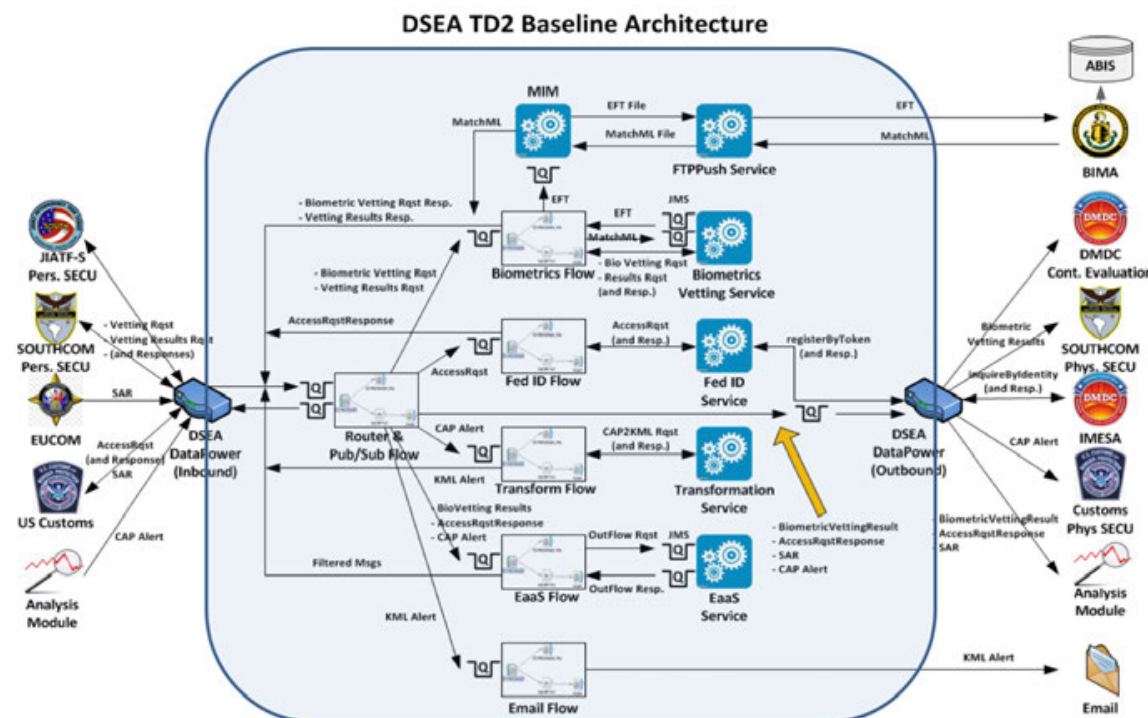 DSEA TD2 Baseline Architecture
ABIS
MIM
EFT File
EFT
MatchML
MatchML File
MatchML
FTPPush Service
BIMA
Q
EFT
- Biometric Vetting Rqst Resp.
- Vetting Results Resp.
Q
EFT
JMS
Q
MatchML
Q
DMDC
JIATF-S
Pers. SECU
- Biometric Vetting Rqst
- Vetting Results Rqst
Biometrics Flow
- Bio Vetting Rqst
- Results Rqst
(and Resp.)
Biometrics
Vetting Service
DMDC
Cont. Evaluation
- Vetting Rqst
- Vetting Results Rqst
- (and Responses)
SOUTHCOM
Pers. SECU
AccessRqstResponse
AccessRqst
(and Resp.)
registerByToken
(and Resp.)
Biometric
Vetting Results
SOUTHCOM
Phys. SECU
Q
AccessRqst
Fed ID Flow
Fed ID
Service
inquireByIdentity
(and Resp.)
DMDC
IMESA
SAR
EUCOM
DSEA
DataPower
(Inbound)
Q
Q
Router &
Pub/Sub Flow
Q
DSEA
DataPower
(Outbound)
AccessRqst
(and Response)
SAR
US Customs
CAP Alert
Q
KML Alert
Transform Flow
CAP2KML Rqst
(and Resp.)
Transformation
Service
CAP Alert
Customs
Phys SECU
CAP Alert
- BioVetting Results
- AccessRqstResponse
- CAP Alert
Q
OutFlow Rqst
JMS
Q
Q
OutFlow Resp.
- BiometricVettingResult
- AccessRqstResponse
- SAR
- CAP Alert
- BiometricVettingResult
- AccessRqstResponse
- SAR
Filtered Msgs
EaaS Flow
EaaS
Service
Analysis
Module
Analysis
Module
KML Alert
Q
KML Alert
Email Flow
Email